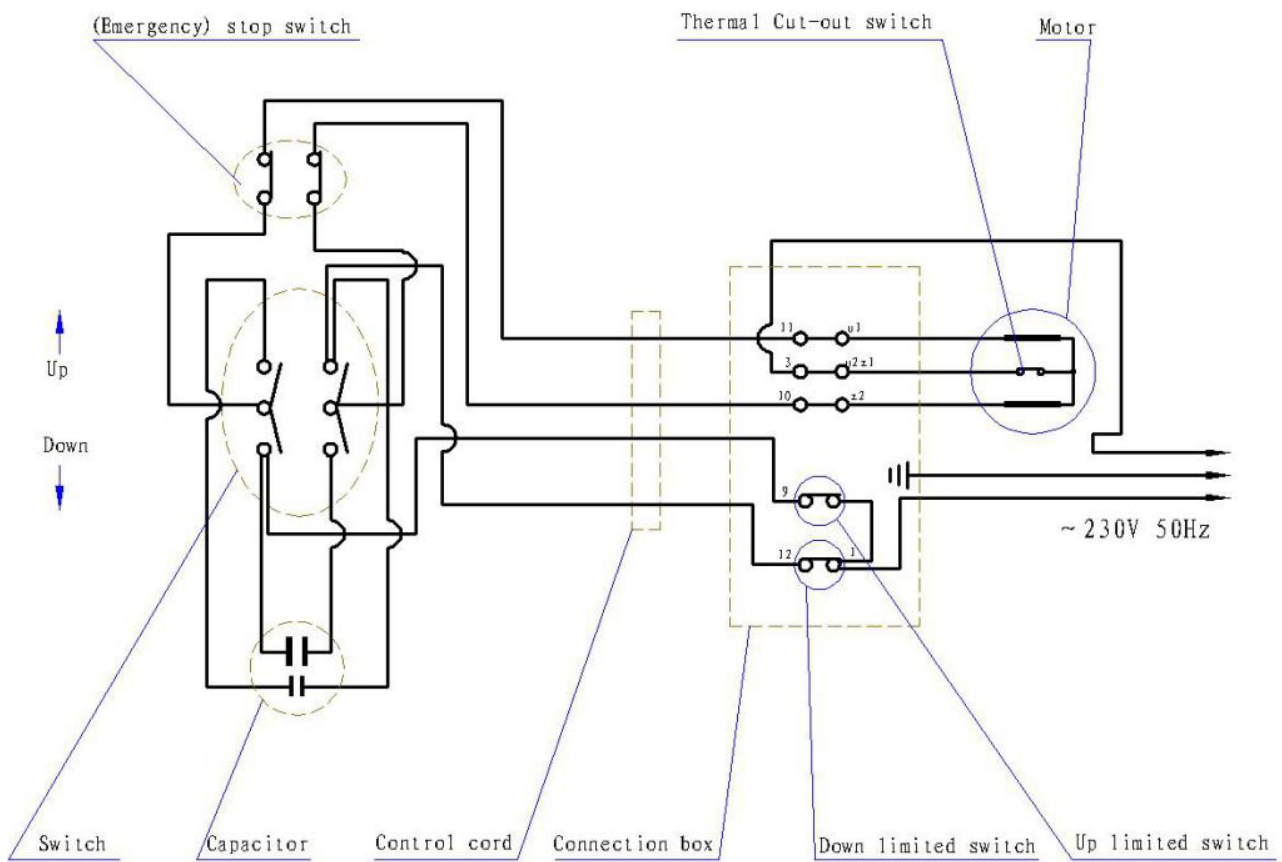 (Emergency) stop switch
Thermal Cut-out switch
Motor
11
u1
Up
3
u2z1
10
z2
Down
9
~230V 50Hz
12
1
Switch
Capacitor
Control cord
Connection box
Down limited switch
Up limited switch